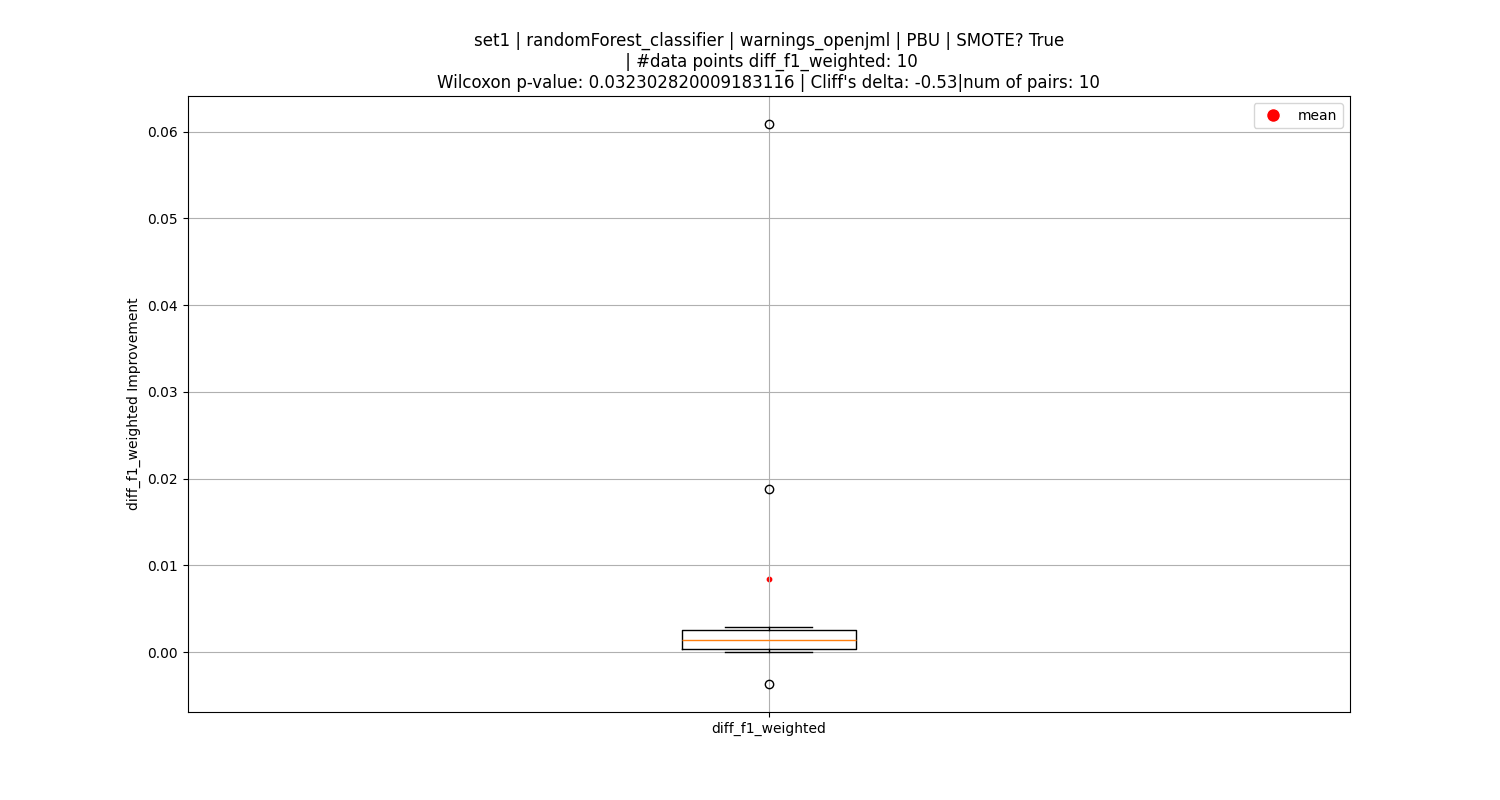 set1 | randomForest_classifier | warnings_openjml | PBU | SMOTE? True
| #data points diff_f1_weighted: 10
Wilcoxon p-value: 0.032302820009183116 | Cliff's delta: -0.53|num of pairs: 10
mean
0.06
0.05
0.04
0.03
0.02
0.01
0.00
diff_f1_weighted Improvement
diff_f1_weighted